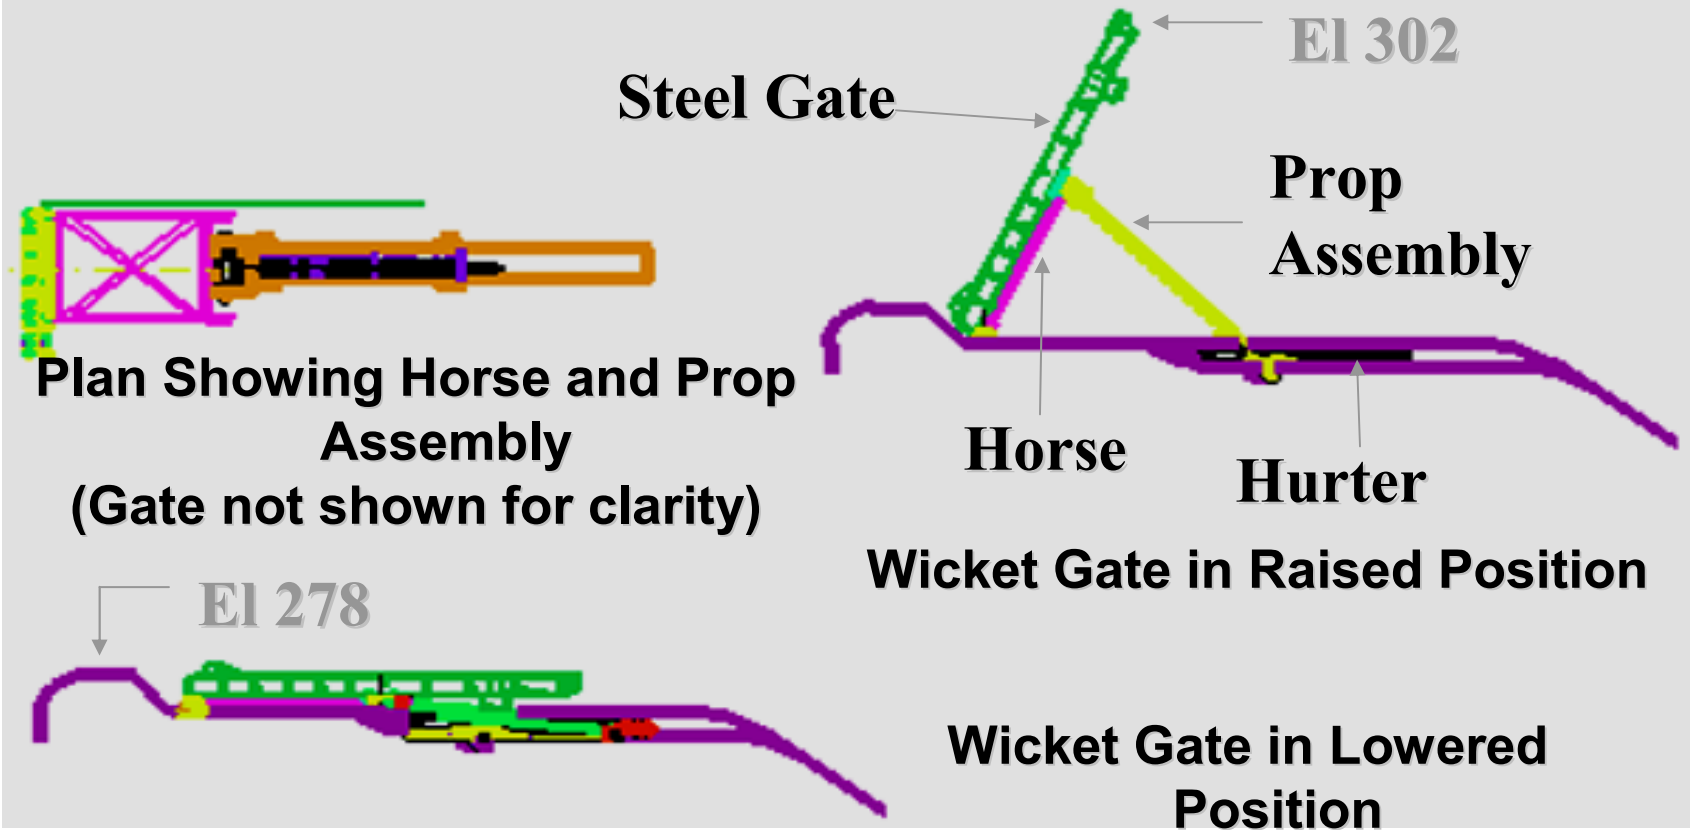 El 302
Steel Gate
Prop
Assembly
Plan Showing Horse and Prop
Assembly
(Gate not shown for clarity)
Horse
Hurter
Wicket Gate in Raised Position
El 278
Wicket Gate in Lowered
Position